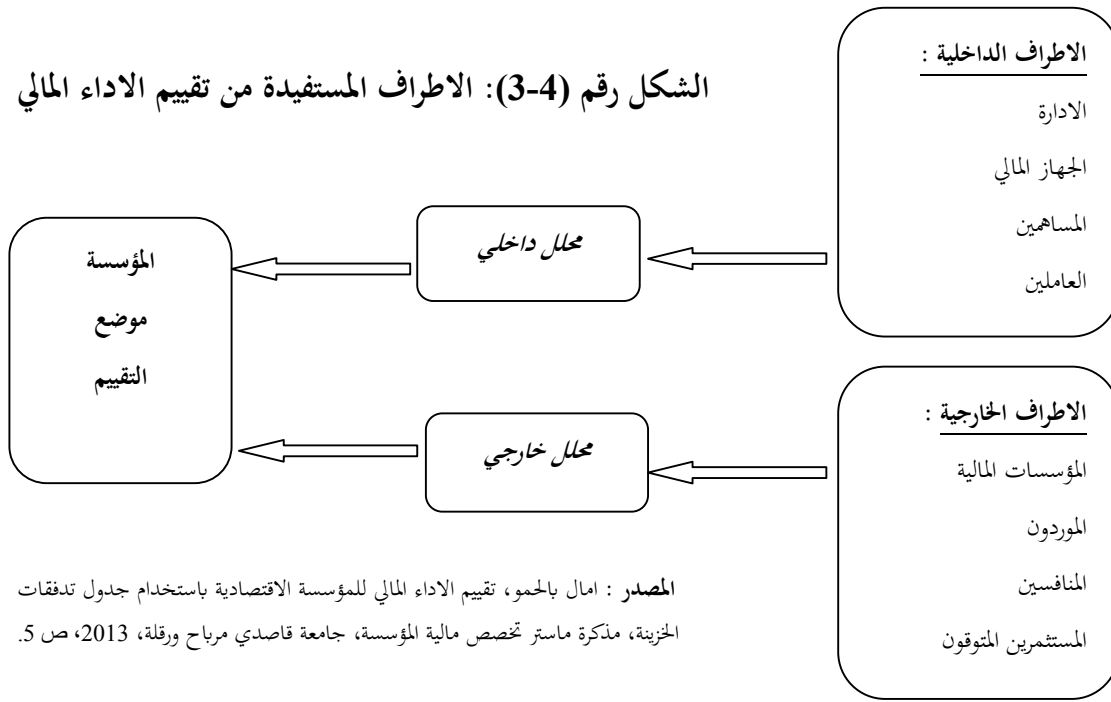 الشكل رقم (4-3): الاطراف المستفيدة من تقييم الاداء المالي
الاطراف الداخلية :
الادارة
الجهاز المالي
المساهمين
العاملين
محلل داخلي
المؤسسة
موضع
التقييم
الاطراف الخارجية :
المؤسسات المالية
الموردون
المنافسين
المستثمرين المتوقون
محلل خارجي
المصدر : امال بالحمو، تقييم الاداء المالي للمؤسسة الاقتصادية باستخدام جدول تدفقات
الخزينة، مذكرة ماستر تخصص مالية المؤسسة، جامعة قاصدي مرباح ورقلة، 2013، ص 5.